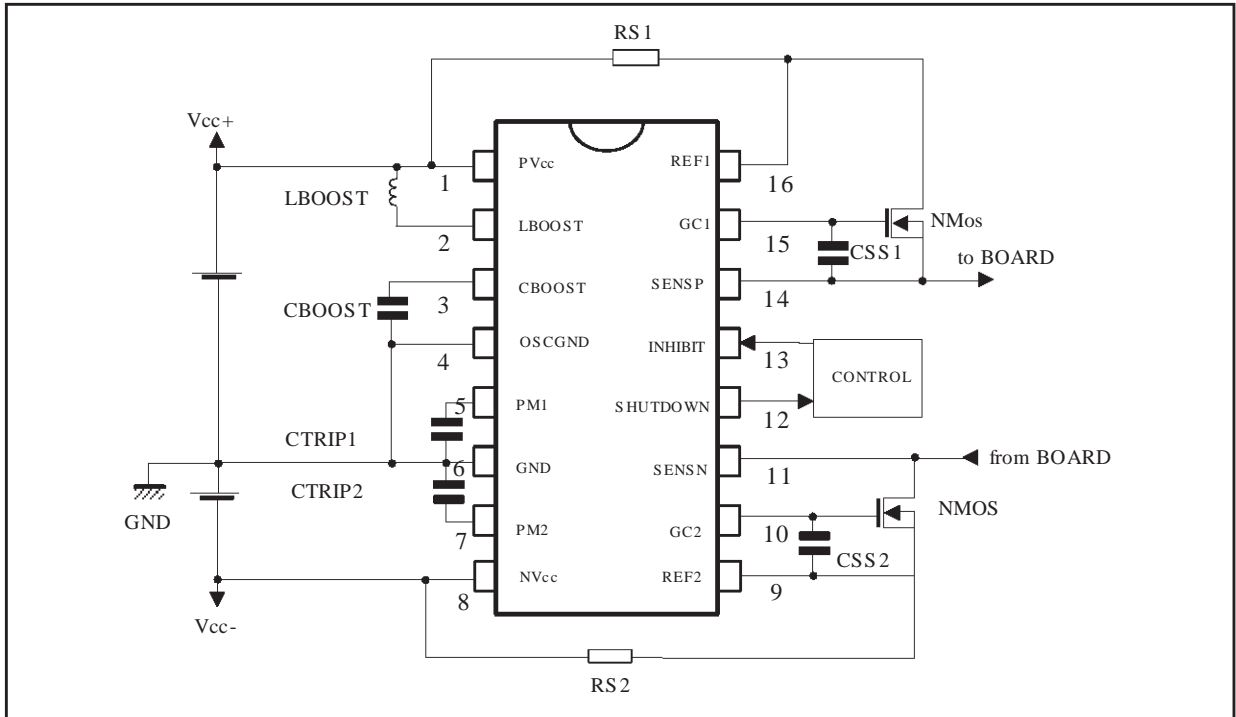 RS1
Vcc+
PVcc
REF1
1
16
LBOOST
LBOOST
GC1
NMos
2
15
CSS1
to BOARD
CBOOST
SENSP
CBOOST
3
14
OSCGND
INHIBIT
4
13
CONTROL
PM1
SHUTDOWN
5
12
CTRIP1
GND
SENSN
from BOARD
6
11
CTRIP2
GND
PM2
GC2
NMOS
7
10
CSS2
NVcc
REF2
8
9
Vcc-
RS2